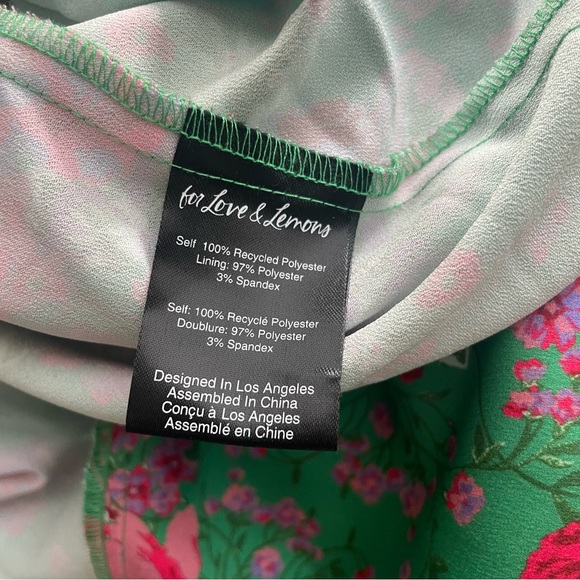 for Love & Lemons
Self 100% Recycled Polyester
Lining: 97% Polyester
3% Spandex
Self: 100% Recyclé Polyester
Doublure: 97% Polyester
3% Spandex
Designed In Los Angeles
Assembled In China
Conçu à Los Angeles
Assemblé en Chine